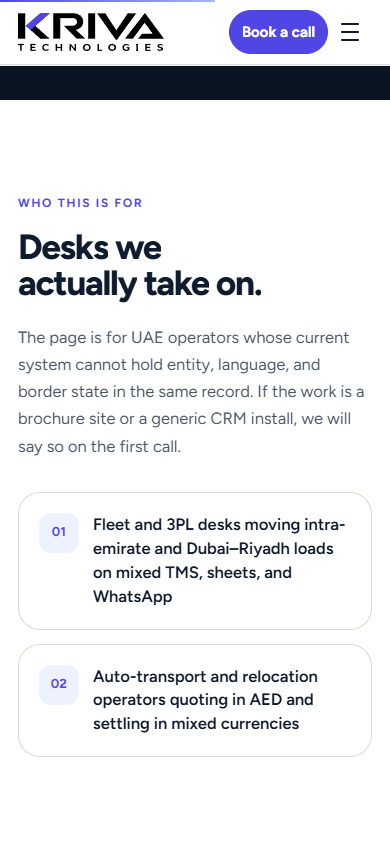 KRIVA
TECHNOLOGIES
Book a call
WHO THIS IS FOR
Desks we
actually take on.
The page is for UAE operators whose current
system cannot hold entity, language, and
border state in the same record. If the work is a
brochure site or a generic CRM install, we will
say so on the first call.
01
Fleet and 3PL desks moving intra-
emirate and Dubai–Riyadh loads
on mixed TMS, sheets, and
WhatsApp
02
Auto-transport and relocation
operators quoting in AED and
settling in mixed currencies